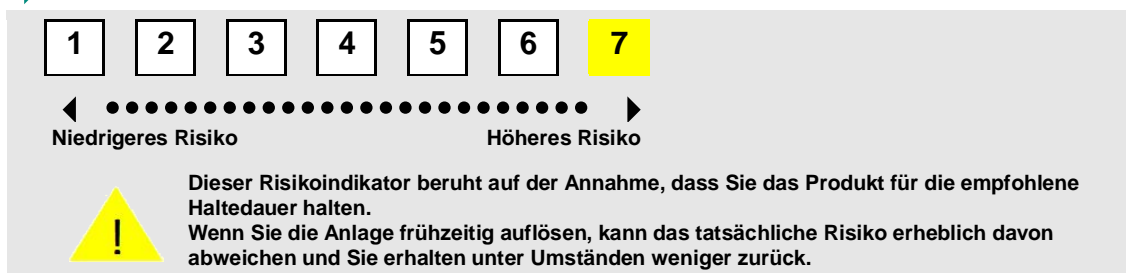 1 2 3 4 5 6 7
Niedrigeres Risiko Höheres Risiko
Dieser Risikoindikator beruht auf der Annahme, dass Sie das Produkt für die empfohlene
Haltedauer halten.
Wenn Sie die Anlage frühzeitig auflösen, kann das tatsächliche Risiko erheblich davon
abweichen und Sie erhalten unter Umständen weniger zurück.
!